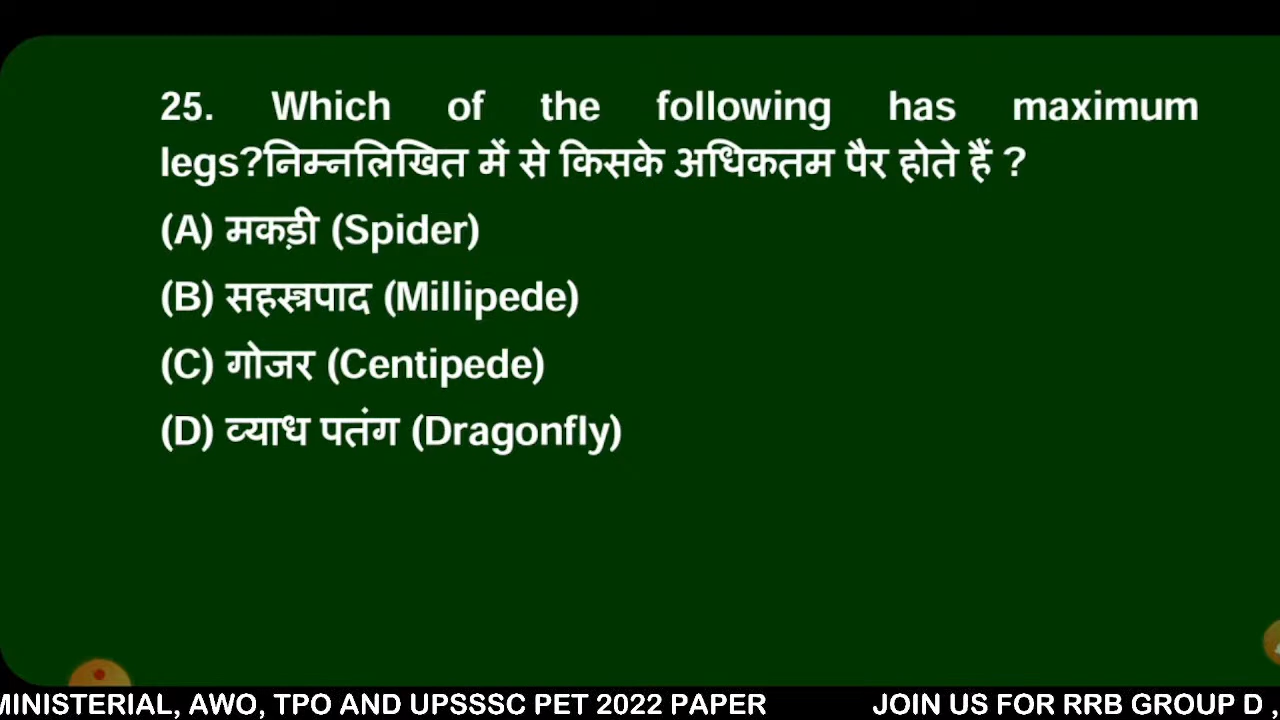 25. Which of the following has maximum
legs?निम्नलिखित में से किसके अधिकतम पैर होते हैं ?
(A) मकड़ी (Spider)
(B) सहस्त्रपाद (Millipede)
(C) गोजर (Centipede)
(D) व्याध पतंग (Dragonfly)
MINISTERIAL, AWO, TPO AND UPSSSC PET 2022 PAPER JOIN US FOR RRB GROUP D ,